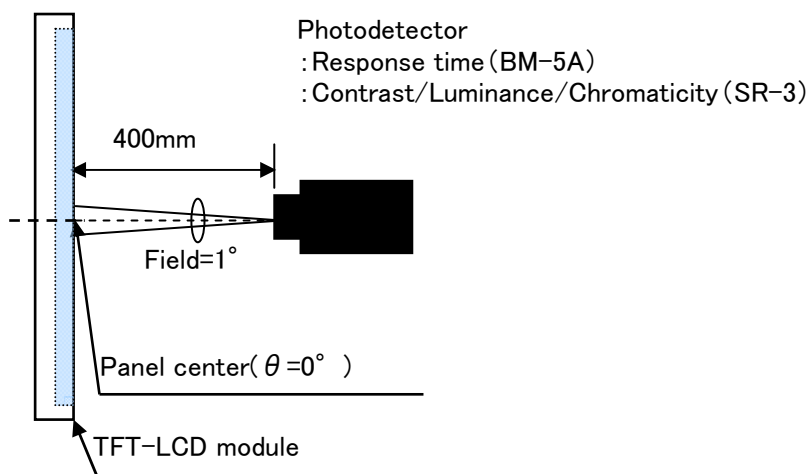 Photodetector
:Response time(BM-5A)
:Contrast/Luminance/Chromaticity(SR-3)
400mm
Field=1°
Panel center(θ=0° )
TFT-LCD module